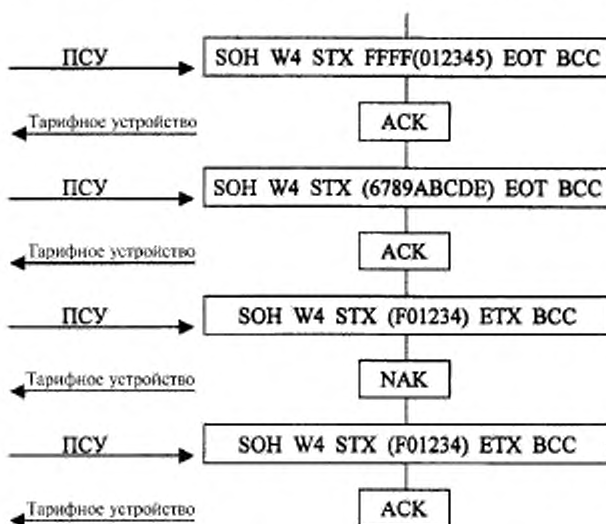 ПСУ SOH W4 STX FFFF(012345) EOT BCC
Тарифное устройство ACK
ПСУ SOH W4 STX (6789ABCDE) EOT BCC
Тарифное устройство ACK
ПСУ SOH W4 STX (F01234) ETX BCC
Тарифное устройство NAK
ПСУ SOH W4 STX (F01234) ETX BCC
Тарифное устройство ACK